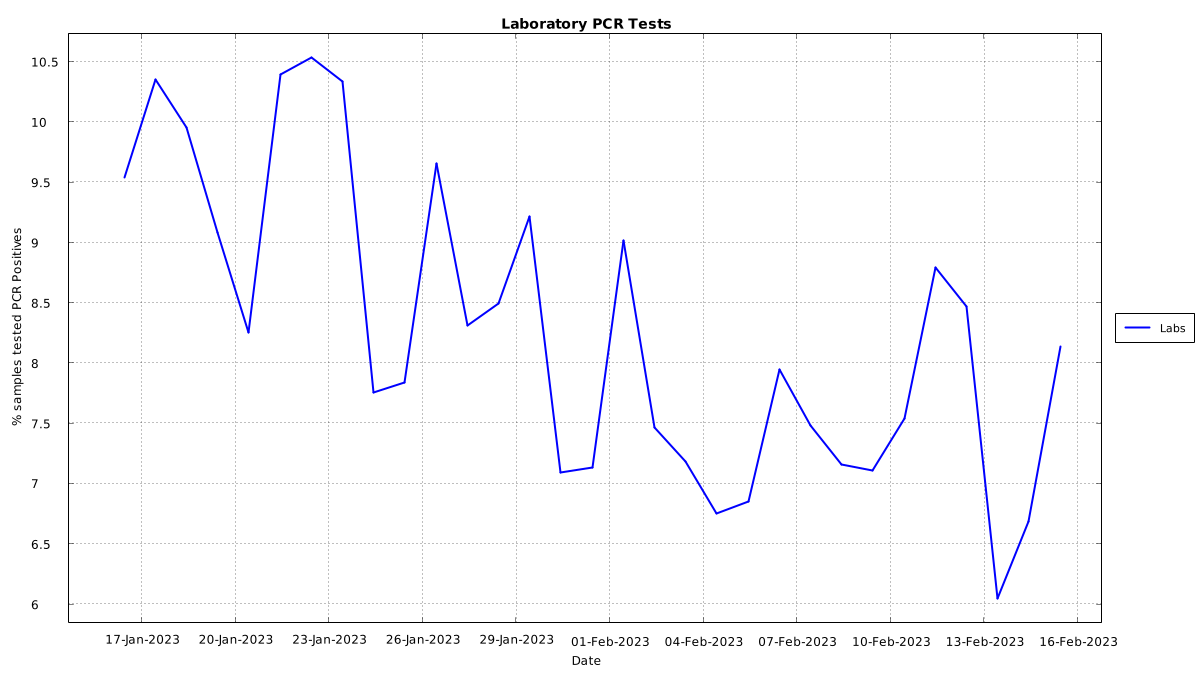 Laboratory PCR Tests
10.5
10
9.5
9
8.5
8
7.5
7
6.5
6
% samples tested PCR Positives
17-Jan-2023
20-Jan-2023
23-Jan-2023
26-Jan-2023
29-Jan-2023
01-Feb-2023
04-Feb-2023
07-Feb-2023
10-Feb-2023
13-Feb-2023
16-Feb-2023
Date
Labs